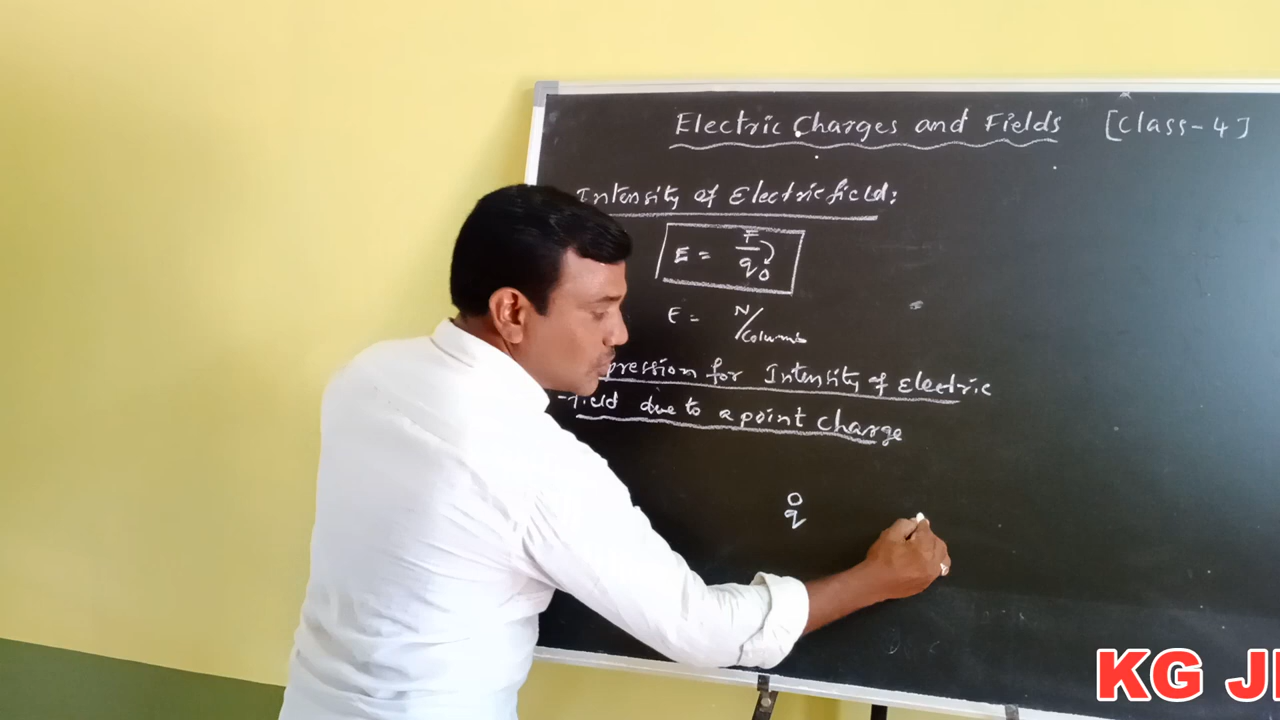 Electric Charges and Fields [Class-4]
Intensity of Electric field:
E = F/q₀
E = N/Coulumb
pression for Intensity of Electric
field due to a point charge
q
KG